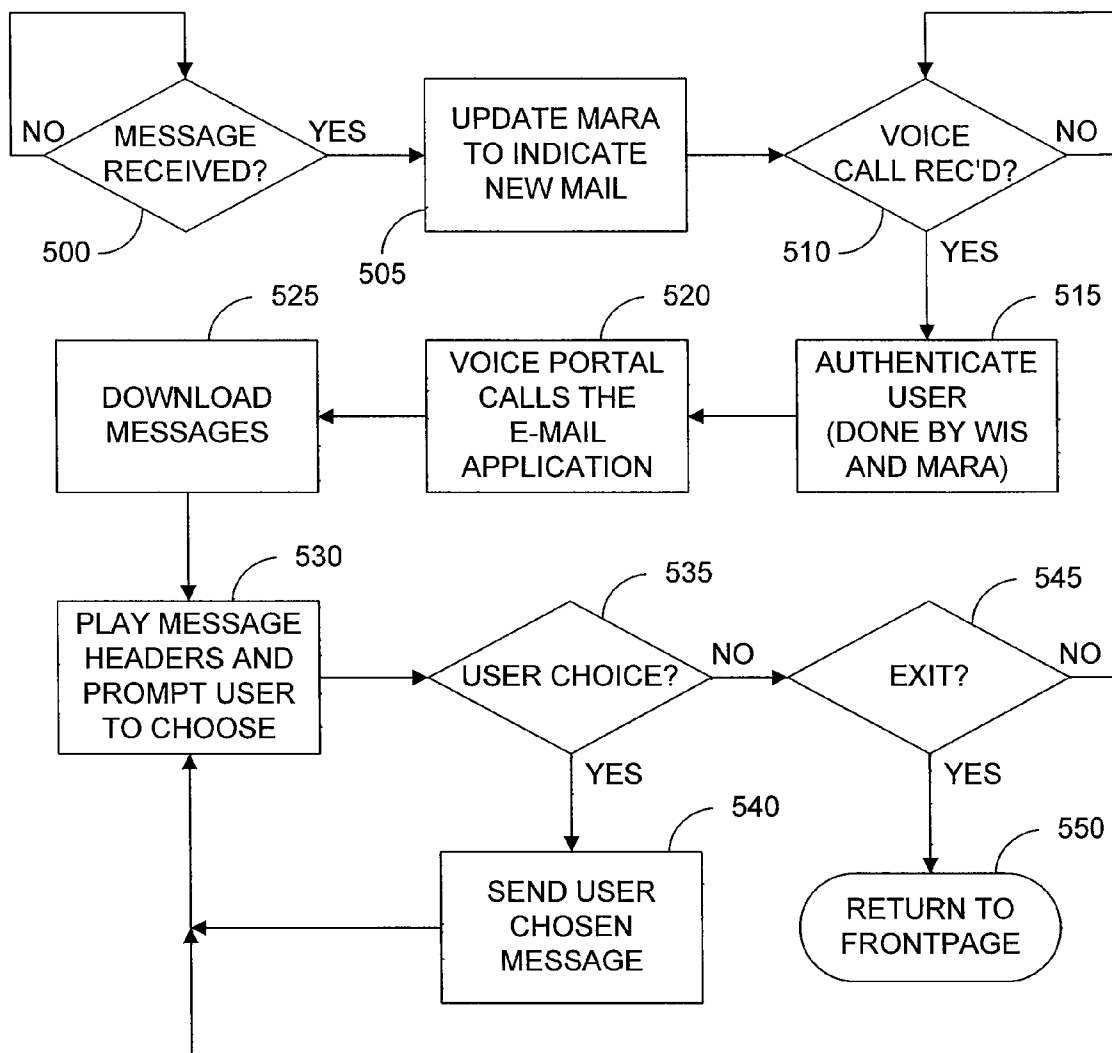 NO
MESSAGE
RECEIVED?
YES
500
UPDATE MARA
TO INDICATE
NEW MAIL
505
VOICE
CALL REC'D?
NO
510
YES
525
DOWNLOAD
MESSAGES
520
VOICE PORTAL
CALLS THE
E-MAIL
APPLICATION
515
AUTHENTICATE
USER
(DONE BY WIS
AND MARA)
530
PLAY MESSAGE
HEADERS AND
PROMPT USER
TO CHOOSE
535
USER CHOICE?
NO
YES
545
EXIT?
NO
YES
540
SEND USER
CHOSEN
MESSAGE
550
RETURN TO
FRONTPAGE